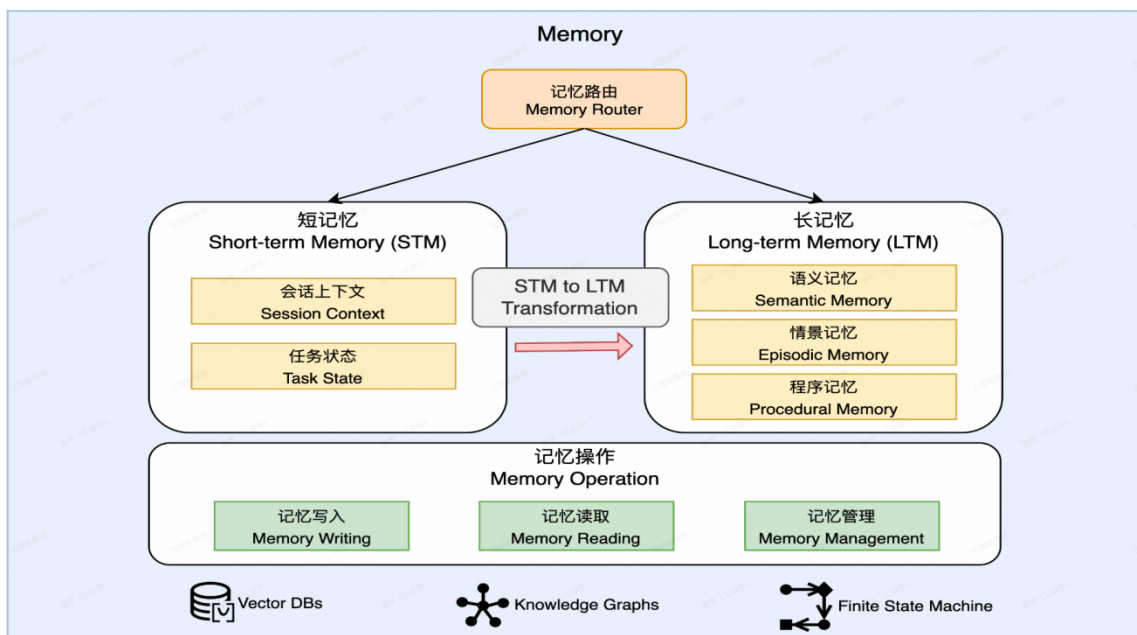 Memory
记忆路由
Memory Router
短记忆
Short-term Memory (STM)
会话上下文
Session Context
任务状态
Task State
STM to LTM
Transformation
长记忆
Long-term Memory (LTM)
语义记忆
Semantic Memory
情景记忆
Episodic Memory
程序记忆
Procedural Memory
记忆操作
Memory Operation
记忆写入
Memory Writing
记忆读取
Memory Reading
记忆管理
Memory Management
Vector DBs
Knowledge Graphs
Finite State Machine